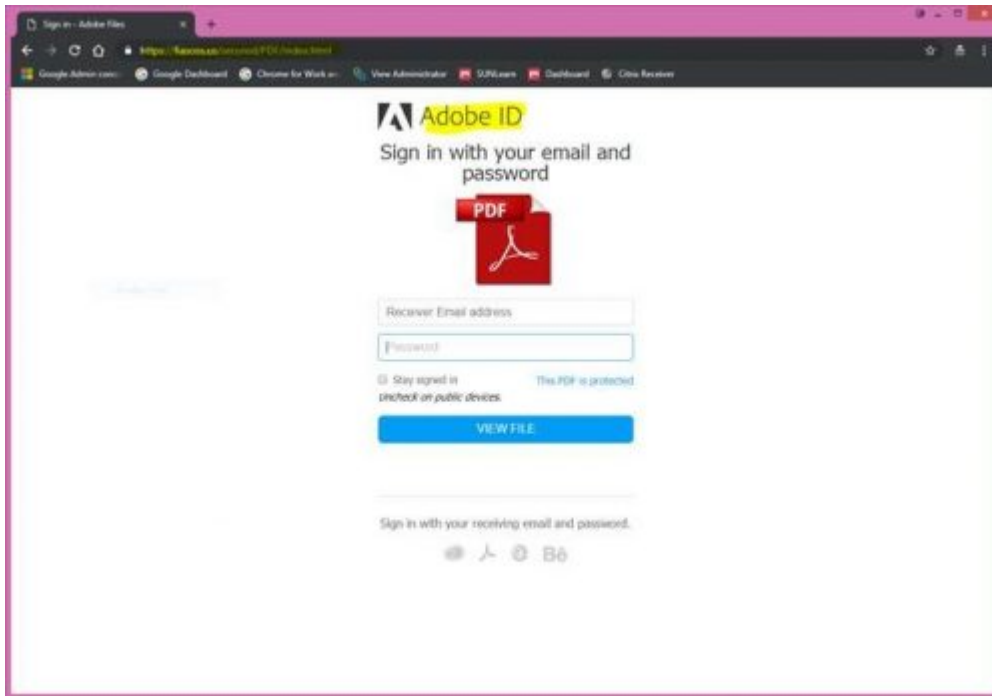 Sign in - Adobe Files
Google Admin
Google Dashboard
Chrome for Work
View Administrator
SUNLearn
Dashboard
Citrix Receiver
Adobe ID
Sign in with your email and
password
PDF
Receiver Email address
Password
Stay signed in
This PDF is protected
Uncheck on public devices.
VIEW FILE
Sign in with your receiving email and password.
Bē